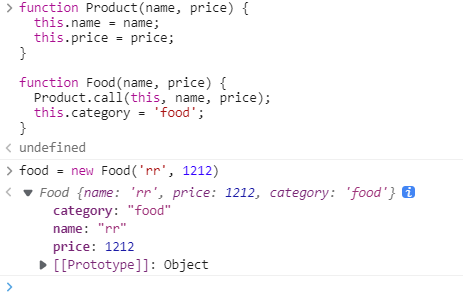 function Product(name, price) {
this.name = name;
this.price = price;
}
function Food(name, price) {
Product.call(this, name, price);
this.category = 'food';
}
undefined
food = new Food('rr', 1212)
Food {name: 'rr', price: 1212, category: 'food'} i
category: "food"
name: "rr"
price: 1212
[[Prototype]]: Object